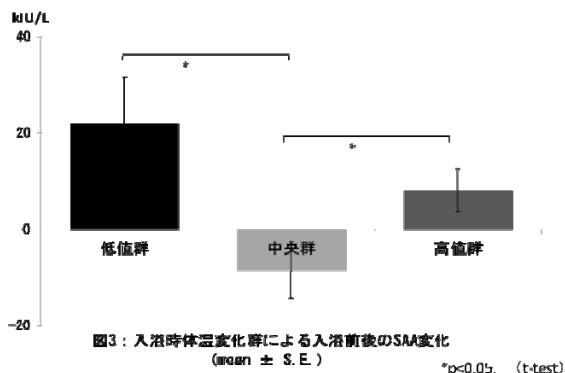 kIU/L
40
*
20
*
0
低値群 中央群 高値群
-20
図3：入浴時体温変化群による入浴前後のSAA変化
(mean ± S.E.)
*p<0.05. (t-test)